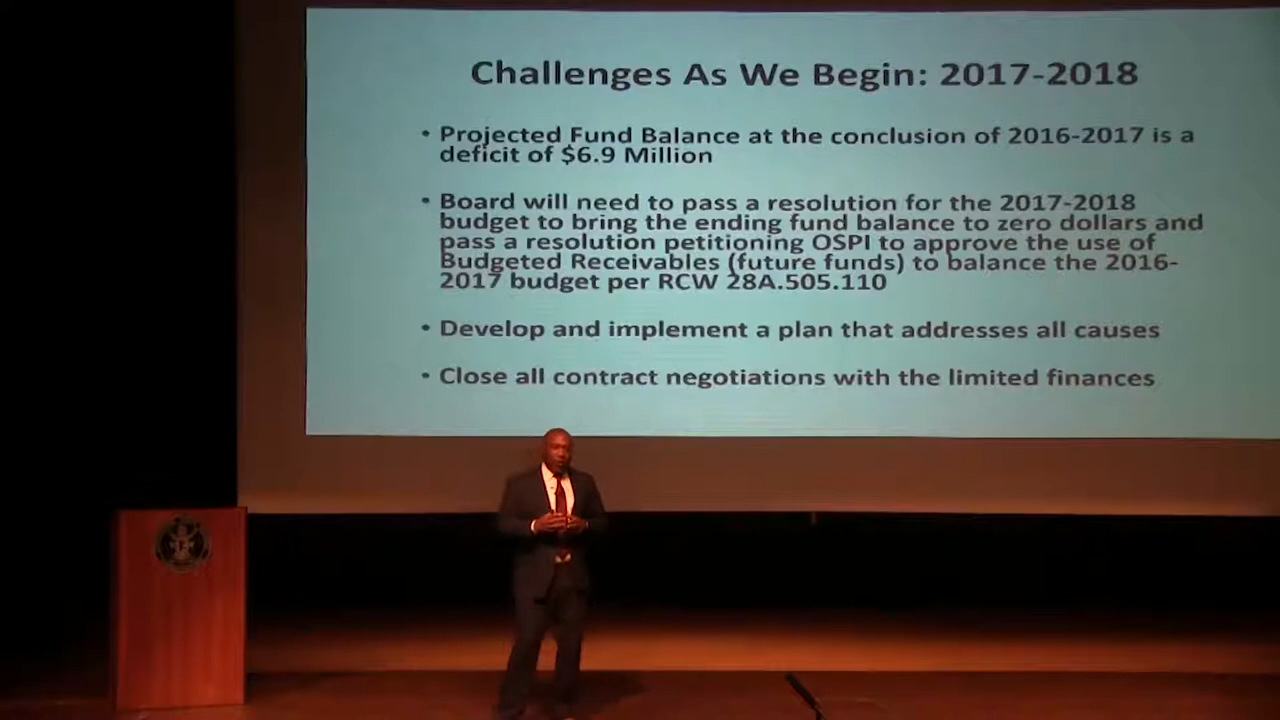 Challenges As We Begin: 2017-2018
• Projected Fund Balance at the conclusion of 2016-2017 is a
deficit of $6.9 Million
• Board will need to pass a resolution for the 2017-2018
budget to bring the ending fund balance to zero dollars and
pass a resolution petitioning OSPI to approve the use of
Budgeted Receivables (future funds) to balance the 2016-
2017 budget per RCW 28A.505.110
• Develop and implement a plan that addresses all causes
• Close all contract negotiations with the limited finances